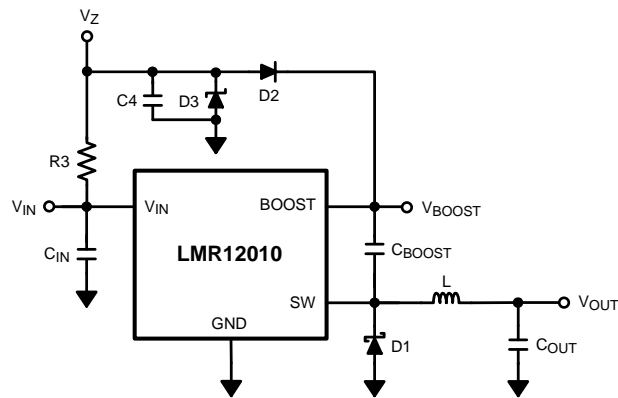 VZ
C4
D3
D2
R3
VIN
VIN
BOOST
VBOOST
CIN
LMR12010
CBOOST
L
SW
VOUT
GND
D1
COUT